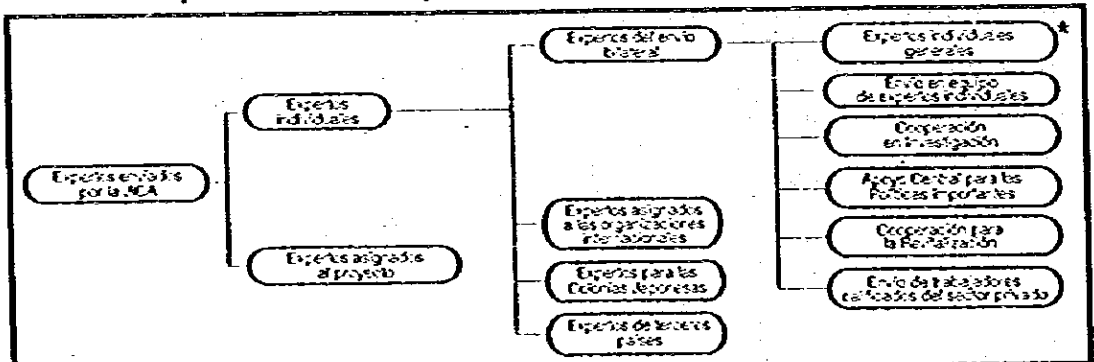 Expertos enviados
por la JICA
Expertos
individuales
Expertos asignados
al proyecto
Expertos del envío
bilateral
Expertos asignados
a las organizaciones
internacionales
Expertos para las
Colonias Japonesas
Expertos de terceros
países
Expertos individuales
generales
*
Envío en equipo
de expertos individuales
Cooperación
en investigación
Apoyo Central para las
Políticas Importantes
Cooperación para
la Revitalización
Envío de trabajadores
calificados del sector privado